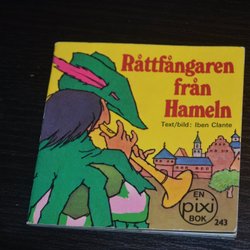 Råttfångaren
från
Hameln
Text/bild: Iben Clante
EN
pixi
BOK
243